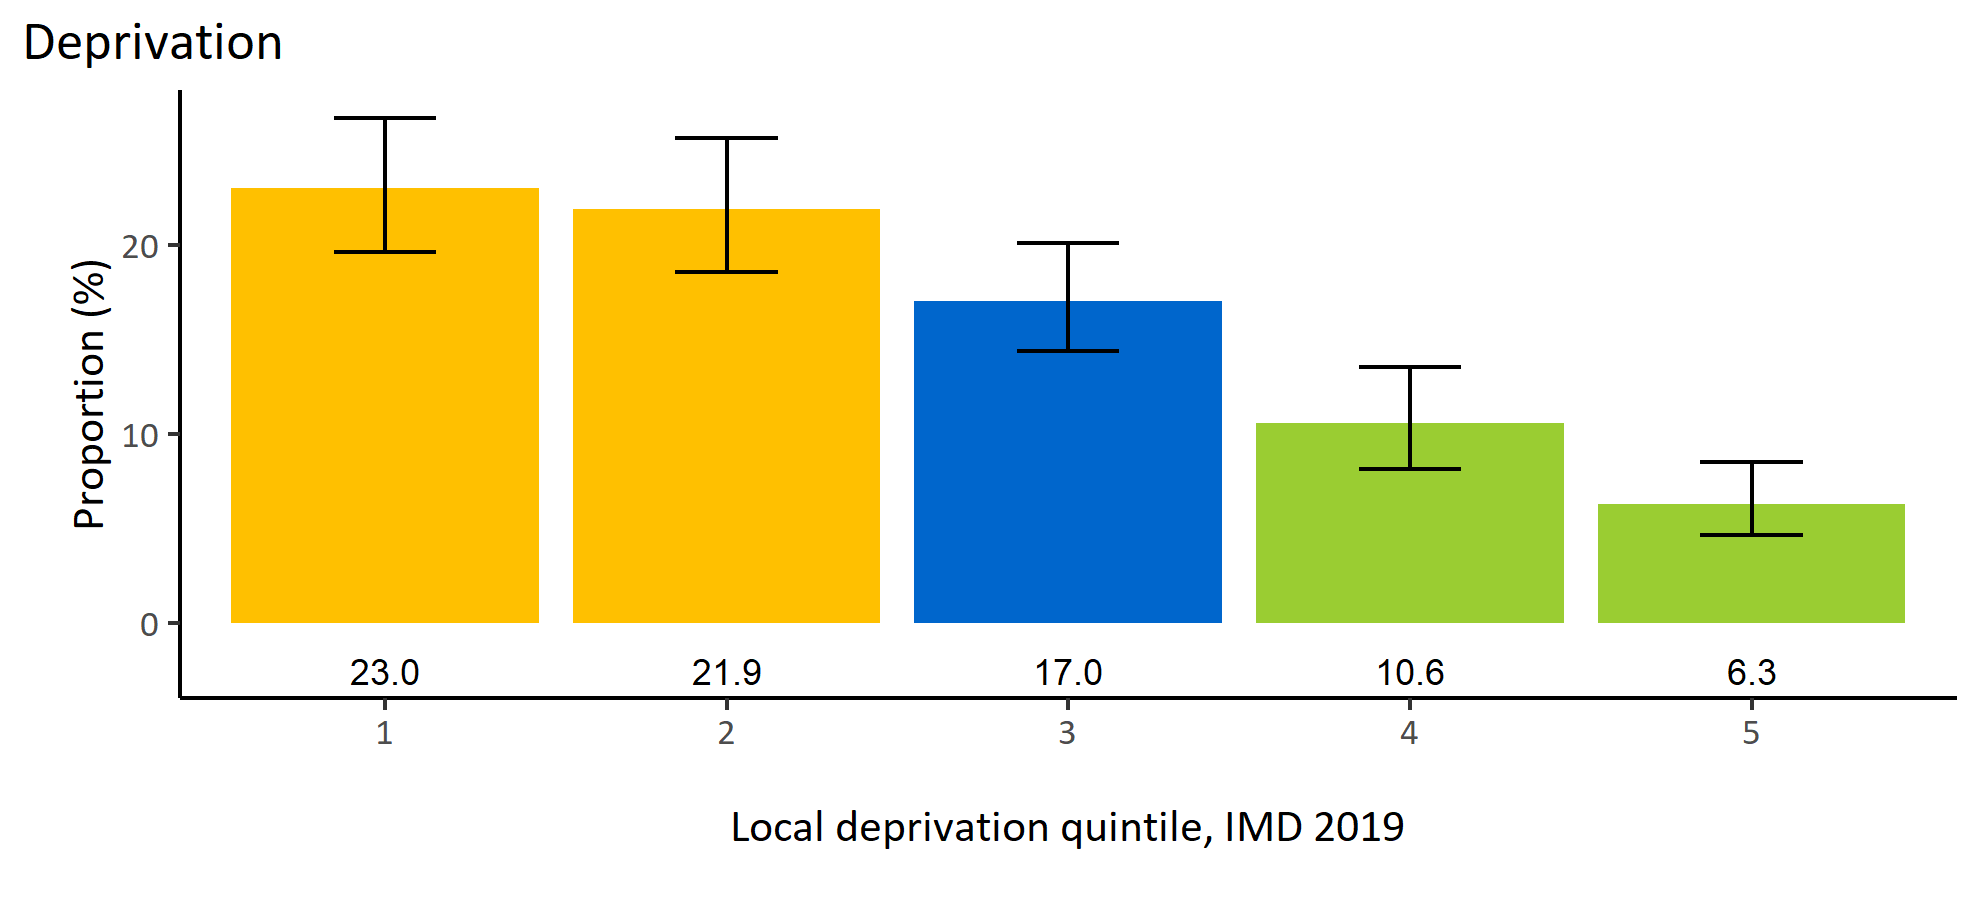 Deprivation
Proportion (%)
20
10
0
23.0 21.9 17.0 10.6 6.3
1 2 3 4 5
Local deprivation quintile, IMD 2019